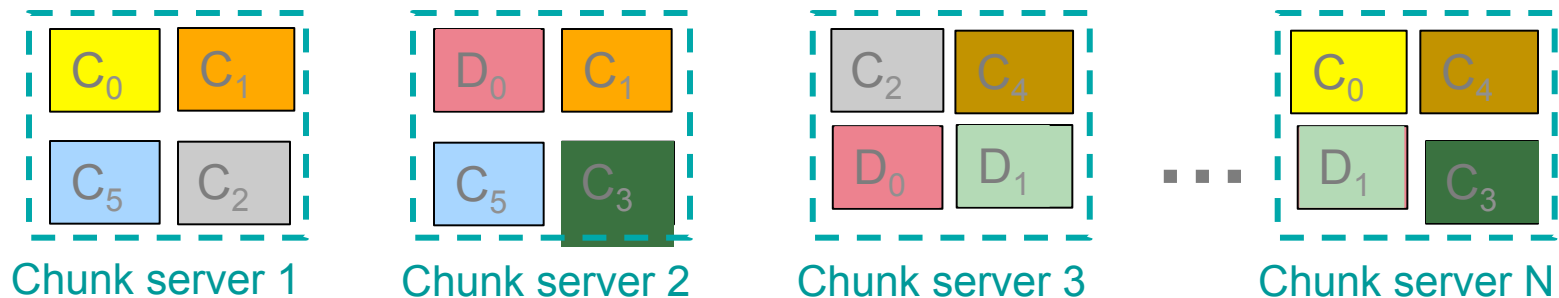 C₀ C₁ D₀ C₁ C₂ C₄ C₀ C₄
C₅ C₂ C₅ C₃ D₀ D₁ ... D₁ C₃
Chunk server 1 Chunk server 2 Chunk server 3 Chunk server N